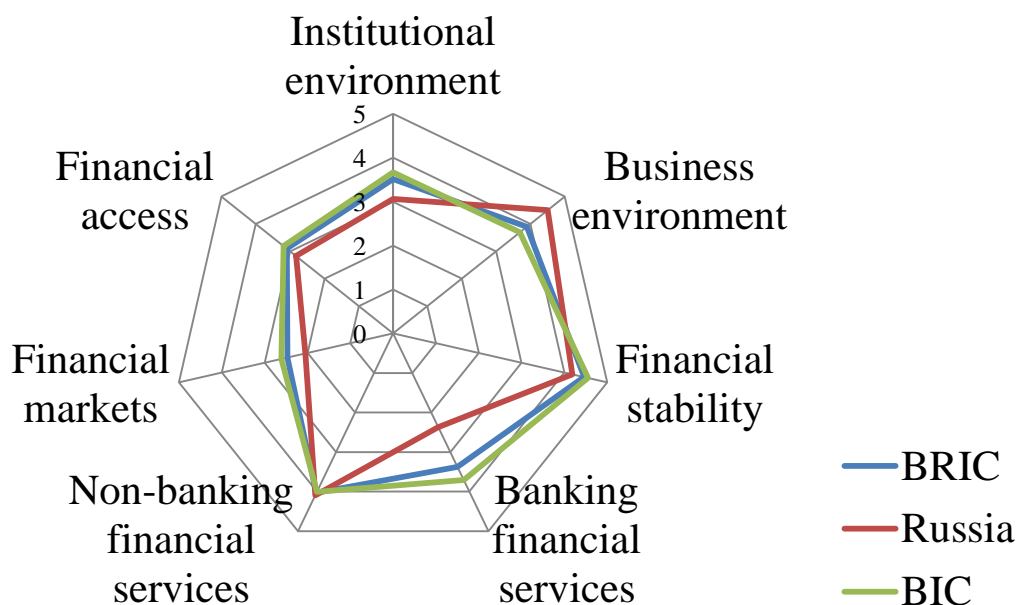 Institutional
environment
5
4
3
2
1
0
Business
environment
Financial
stability
Banking
financial
services
Non-banking
financial
services
Financial
markets
Financial
access
BRIC
Russia
BIC